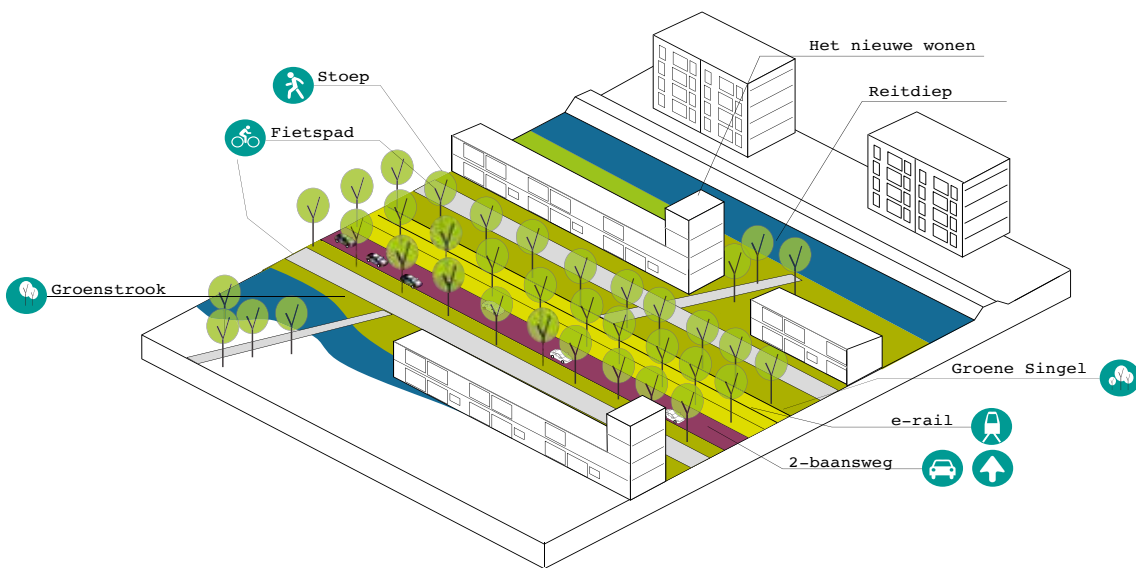 Het nieuwe wonen
Stoep
Reitdiep
Fietspad
Groenstrook
Groene Singel
e-rail
2-baansweg